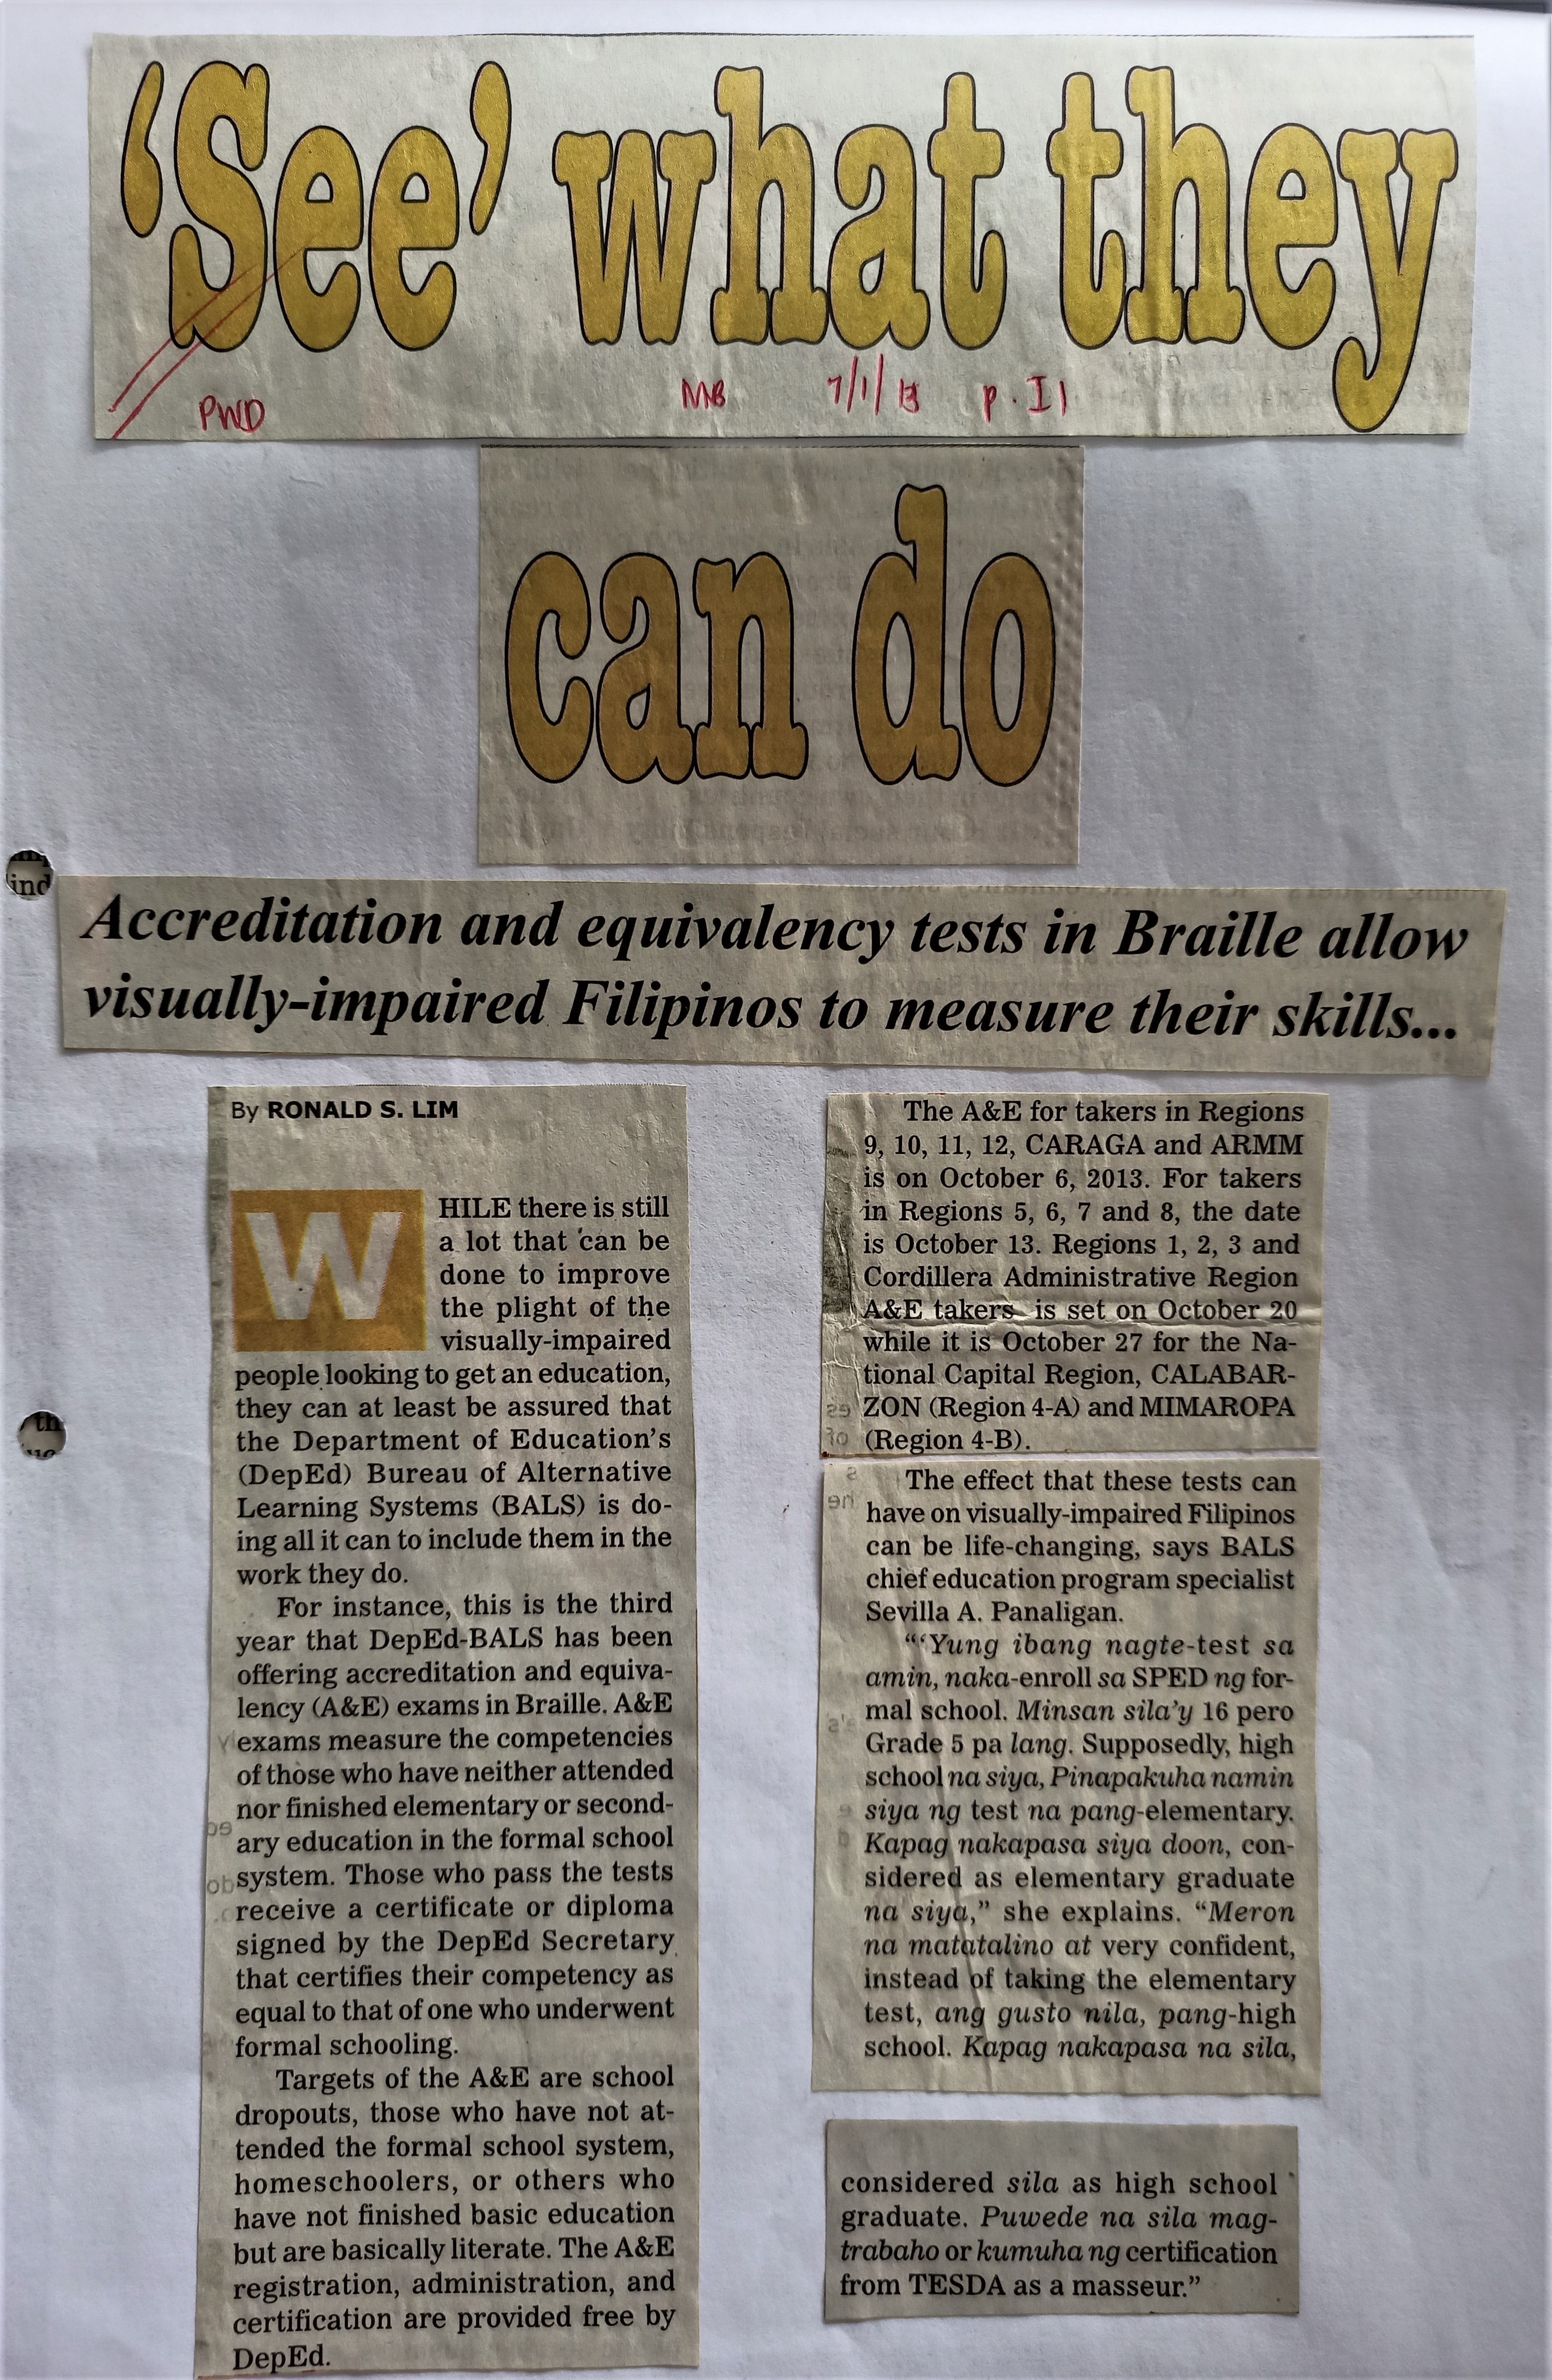 ‘See’ what they
PWD MB 7/1/13 p. I1
can do
Accreditation and equivalency tests in Braille allow
visually-impaired Filipinos to measure their skills...
By RONALD S. LIM
WHILE there is still
a lot that can be
done to improve
the plight of the
visually-impaired
people looking to get an education,
they can at least be assured that
the Department of Education’s
(DepEd) Bureau of Alternative
Learning Systems (BALS) is do-
ing all it can to include them in the
work they do.
For instance, this is the third
year that DepEd-BALS has been
offering accreditation and equiva-
lency (A&E) exams in Braille. A&E
exams measure the competencies
of those who have neither attended
nor finished elementary or second-
ary education in the formal school
system. Those who pass the tests
receive a certificate or diploma
signed by the DepEd Secretary
that certifies their competency as
equal to that of one who underwent
formal schooling.
Targets of the A&E are school
dropouts, those who have not at-
tended the formal school system,
homeschoolers, or others who
have not finished basic education
but are basically literate. The A&E
registration, administration, and
certification are provided free by
DepEd.
The A&E for takers in Regions
9, 10, 11, 12, CARAGA and ARMM
is on October 6, 2013. For takers
in Regions 5, 6, 7 and 8, the date
is October 13. Regions 1, 2, 3 and
Cordillera Administrative Region
A&E takers is set on October 20
while it is October 27 for the Na-
tional Capital Region, CALABAR-
ZON (Region 4-A) and MIMAROPA
(Region 4-B).
The effect that these tests can
have on visually-impaired Filipinos
can be life-changing, says BALS
chief education program specialist
Sevilla A. Panaligan.
“‘Yung ibang nagte-test sa
amin, naka-enroll sa SPED ng for-
mal school. Minsan sila’y 16 pero
Grade 5 pa lang. Supposedly, high
school na siya, Pinapakuha namin
siya ng test na pang-elementary.
Kapag nakapasa siya doon, con-
sidered as elementary graduate
na siya,” she explains. “Meron
na matatalino at very confident,
instead of taking the elementary
test, ang gusto nila, pang-high
school. Kapag nakapasa na sila,
considered sila as high school
graduate. Puwede na sila mag-
trabaho or kumuha ng certification
from TESDA as a masseur.”
ind
th